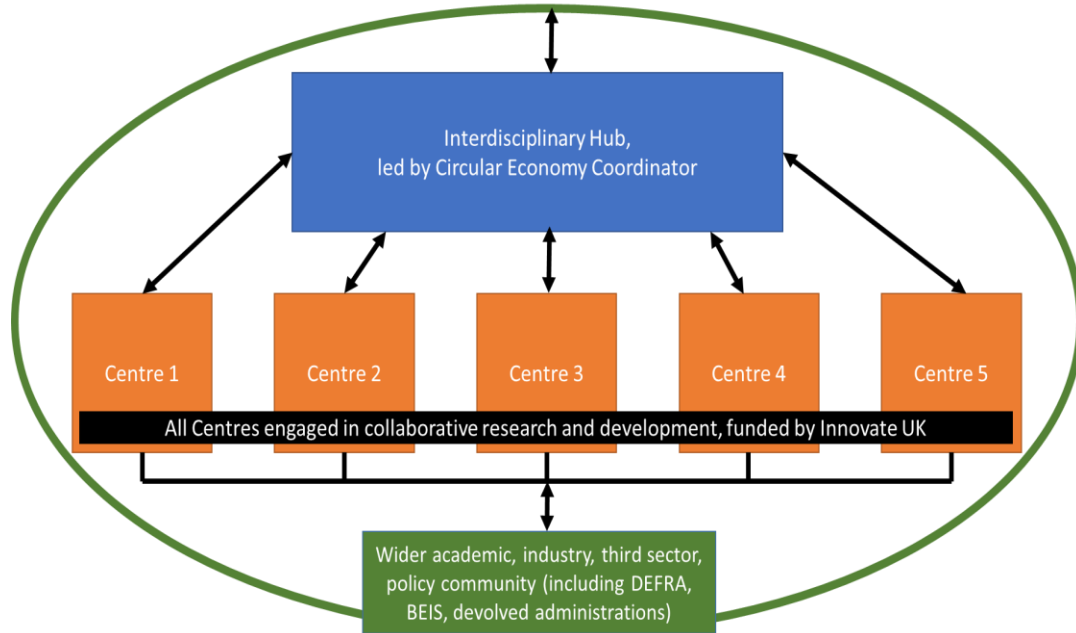 Interdisciplinary Hub,
led by Circular Economy Coordinator
Centre 1
Centre 2
Centre 3
Centre 4
Centre 5
All Centres engaged in collaborative research and development, funded by Innovate UK
Wider academic, industry, third sector,
policy community (including DEFRA,
BEIS, devolved administrations)